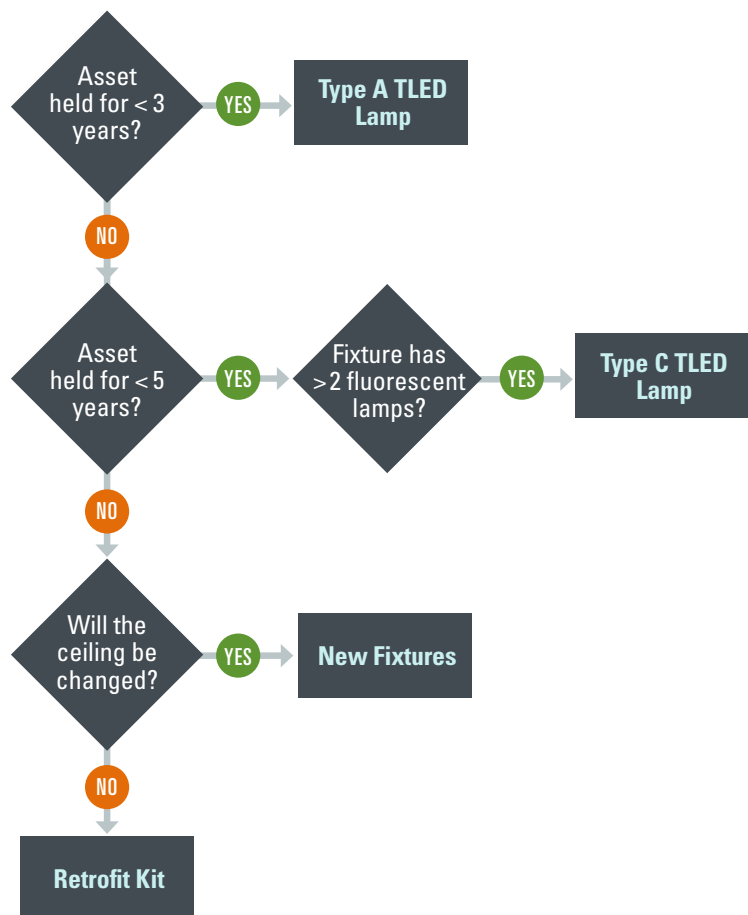 Asset
held for < 3
years?
YES
Type A TLED
Lamp
NO
Asset
held for < 5
years?
YES
Fixture has
>2 fluorescent
lamps?
YES
Type C TLED
Lamp
NO
Will the
ceiling be
changed?
YES
New Fixtures
NO
Retrofit Kit